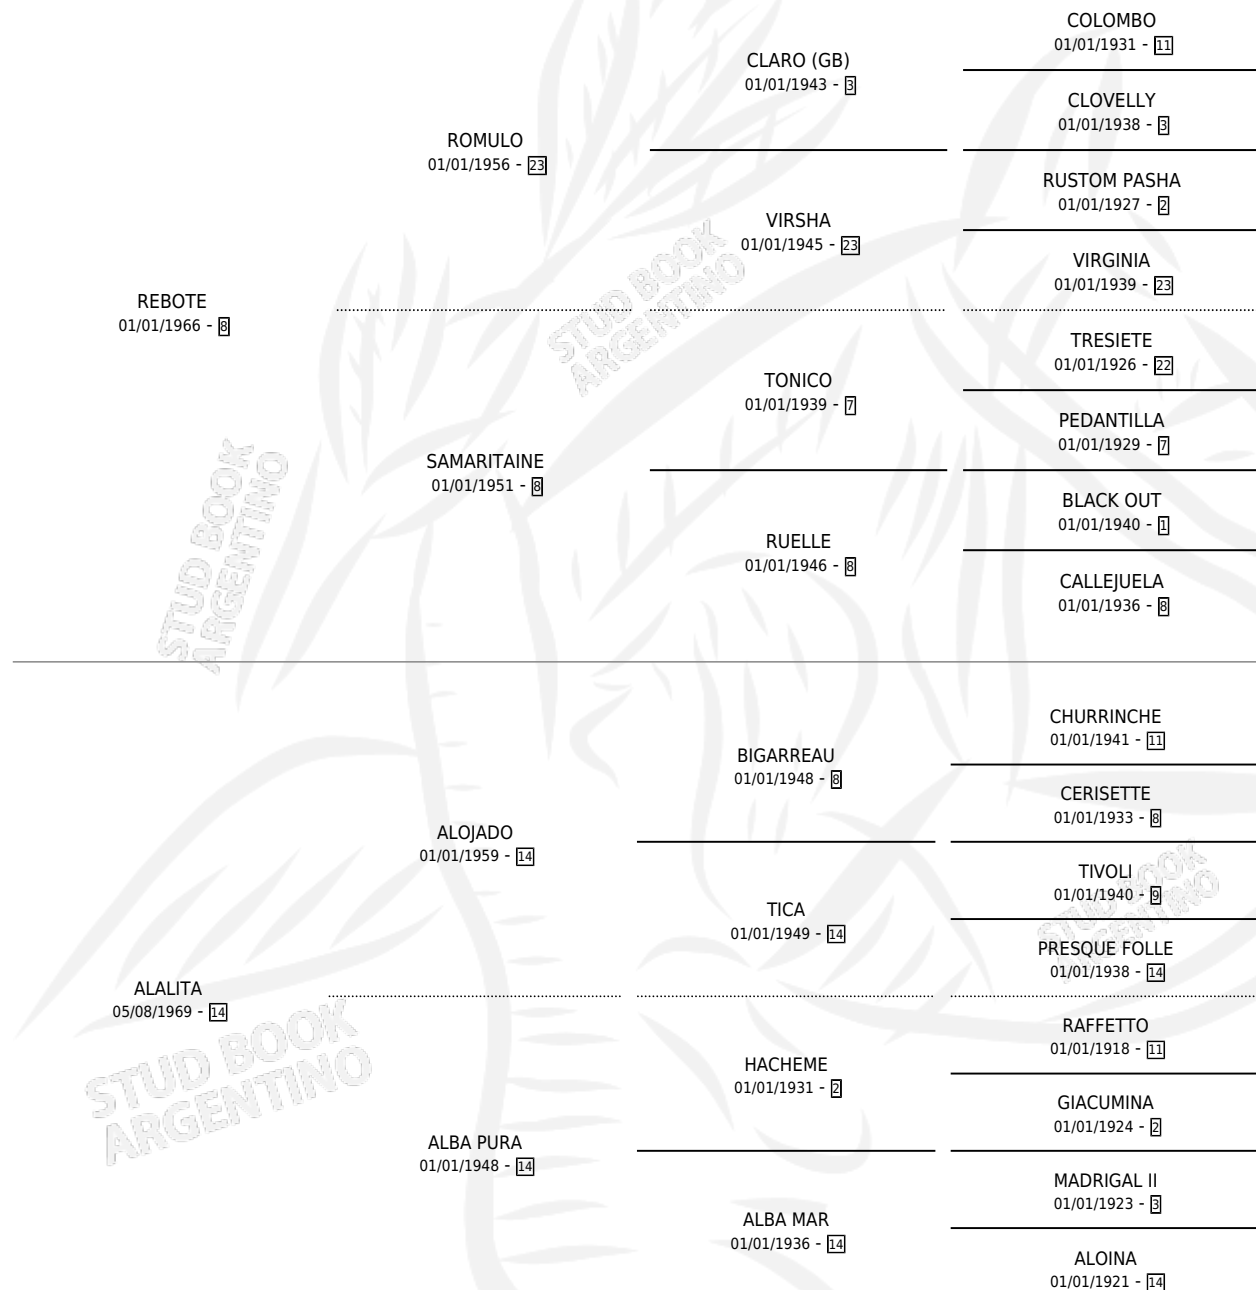 COLOMBO
01/01/1931 - 11
CLARO (GB)
01/01/1943 - 3
CLOVELLY
01/01/1938 - 3
ROMULO
01/01/1956 - 23
RUSTOM PASHA
01/01/1927 - 2
VIRSHA
01/01/1945 - 23
VIRGINIA
01/01/1939 - 23
REBOTE
01/01/1966 - 8
TRESIETE
01/01/1926 - 22
TONICO
01/01/1939 - 7
PEDANTILLA
01/01/1929 - 7
SAMARITAINE
01/01/1951 - 8
BLACK OUT
01/01/1940 - 1
RUELLE
01/01/1946 - 8
CALLEJUELA
01/01/1936 - 8
STUD BOOK
ARGENTINO
STUD BOOK
ARGENTINO
CHURRINCHE
01/01/1941 - 11
BIGARREAU
01/01/1948 - 8
CERISETTE
01/01/1933 - 8
ALOJADO
01/01/1959 - 14
TIVOLI
01/01/1940 - 9
TICA
01/01/1949 - 14
PRESQUE FOLLE
01/01/1938 - 14
ALALITA
05/08/1969 - 14
RAFFETTO
01/01/1918 - 11
HACHEME
01/01/1931 - 2
GIACUMINA
01/01/1924 - 2
ALBA PURA
01/01/1948 - 14
MADRIGAL II
01/01/1923 - 3
ALBA MAR
01/01/1936 - 14
ALOINA
01/01/1921 - 14
STUD BOOK
ARGENTINO
STUD BOOK
ARGENTINO